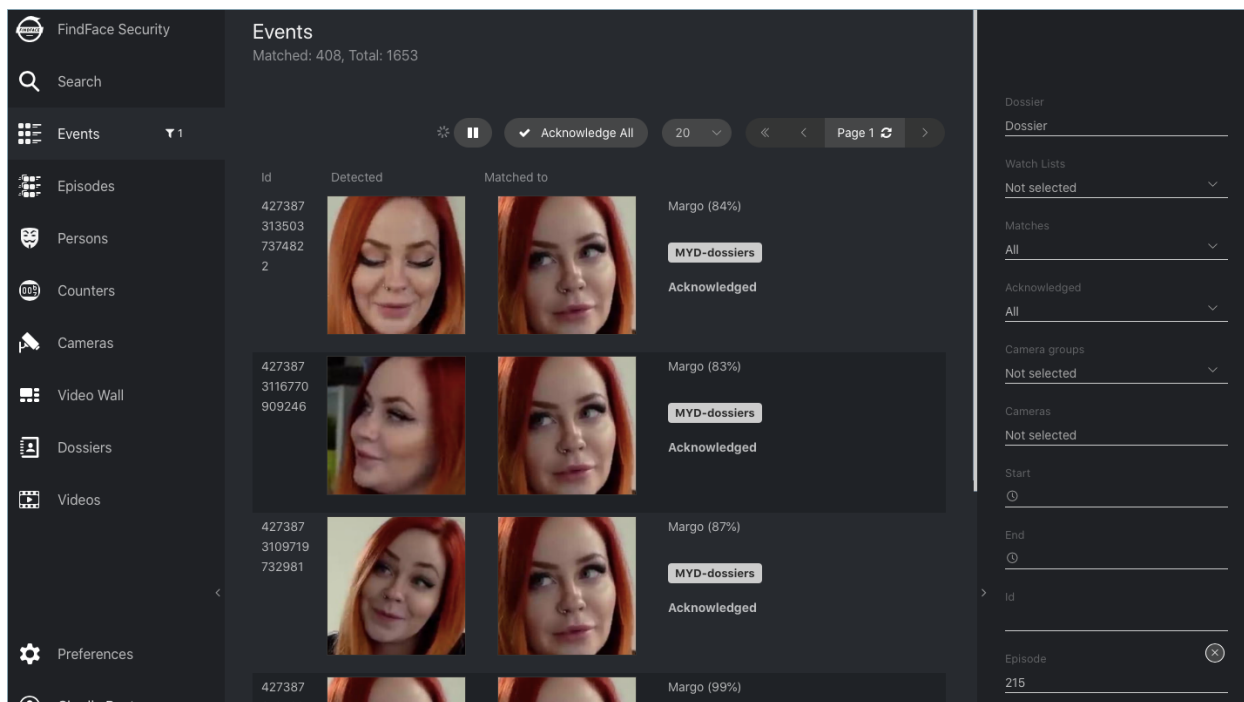 FindFace Security
Search
Events
1
Episodes
Persons
Counters
Cameras
Video Wall
Dossiers
Videos
Preferences
Events
Matched: 408, Total: 1653
Acknowledge All
20
Page 1
Id Detected Matched to
427387
313503
737482
2
Margo (84%)
MYD-dossiers
Acknowledged
427387
3116770
909246
Margo (83%)
MYD-dossiers
Acknowledged
427387
3109719
732981
Margo (87%)
MYD-dossiers
Acknowledged
427387
Margo (99%)
Dossier
Dossier
Watch Lists
Not selected
Matches
All
Acknowledged
All
Camera groups
Not selected
Cameras
Not selected
Start
End
Id
Episode
215